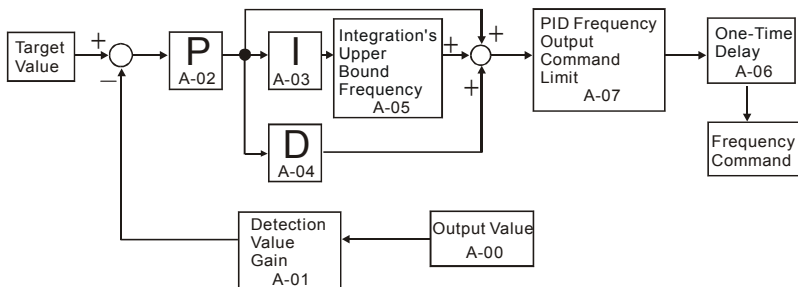 Target
Value
+
−
P
A-02
I
A-03
Integration's
Upper
Bound
Frequency
A-05
D
A-04
+
+
+
PID Frequency
Output
Command
Limit
A-07
One-Time
Delay
A-06
Frequency
Command
Detection
Value
Gain
A-01
Output Value
A-00